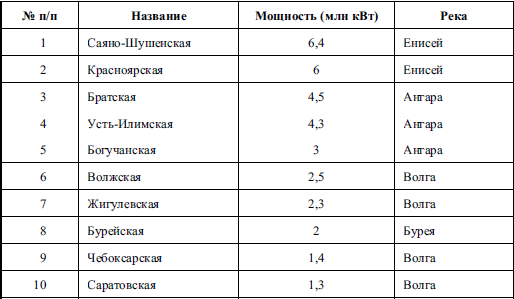 № п/п Название Мощность (млн кВт) Река
1 Саяно-Шушенская 6,4 Енисей
2 Красноярская 6 Енисей
3 Братская 4,5 Ангара
4 Усть-Илимская 4,3 Ангара
5 Богучанская 3 Ангара
6 Волжская 2,5 Волга
7 Жигулевская 2,3 Волга
8 Бурейская 2 Бурея
9 Чебоксарская 1,4 Волга
10 Саратовская 1,3 Волга